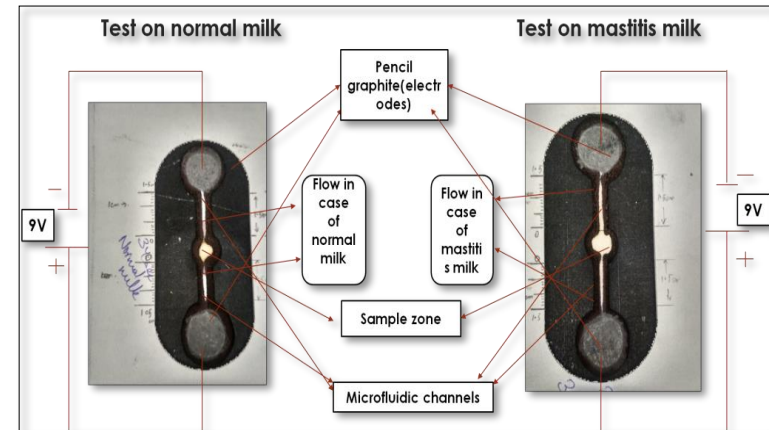 Test on normal milk
Test on mastitis milk
Pencil
graphite(electr
odes)
Flow in
case
of
normal
milk
Flow in
case
of
mastiti
s milk
9V
9V
Normal
milk
Sample zone
Microfluidic channels